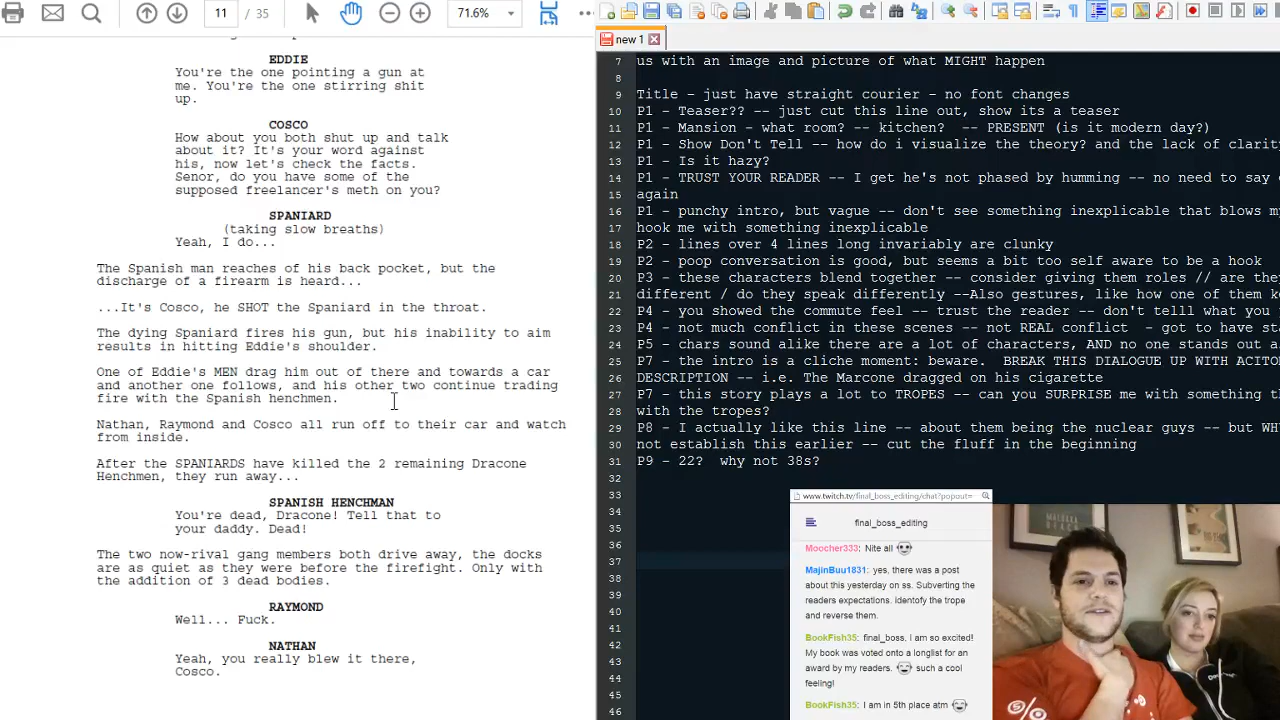 11 / 35
71.6%
EDDIE
You're the one pointing a gun at
me. You're the one stirring shit
up.
COSCO
How about you both shut up and talk
about it? It's your word against
his, now let's check the facts.
Senor, do you have some of the
supposed freelancer's meth on you?
SPANIARD
(taking slow breaths)
Yeah, I do...
The Spanish man reaches of his back pocket, but the
discharge of a firearm is heard...
...It's Cosco, he SHOT the Spaniard in the throat.
The dying Spaniard fires his gun, but his inability to aim
results in hitting Eddie's shoulder.
One of Eddie's MEN drag him out of there and towards a car
and another one follows, and his other two continue trading
fire with the Spanish henchmen.
Nathan, Raymond and Cosco all run off to their car and watch
from inside.
After the SPANIARDS have killed the 2 remaining Dracone
Henchmen, they run away...
SPANISH HENCHMAN
You're dead, Dracone! Tell that to
your daddy. Dead!
The two now-rival gang members both drive away, the docks
are as quiet as they were before the firefight. Only with
the addition of 3 dead bodies.
RAYMOND
Well... Fuck.
NATHAN
Yeah, you really blew it there,
Cosco.
new 1
7 us with an image and picture of what MIGHT happen
8
9 Title - just have straight courier - no font changes
10 P1 - Teaser?? -- just cut this line out, show its a teaser
11 P1 - Mansion - what room? -- kitchen?  -- PRESENT (is it modern day?)
12 P1 - Show Don't Tell -- how do i visualize the theory? and the lack of clarit
13 P1 - Is it hazy?
14 P1 - TRUST YOUR READER -- I get he's not phased by humming -- no need to say
15 again
16 P1 - punchy intro, but vague -- don't see something inexplicable that blows m
17 hook me with something inexplicable
18 P2 - lines over 4 lines long invariably are clunky
19 P2 - poop conversation is good, but seems a bit too self aware to be a hook
20 P3 - these characters blend together -- consider giving them roles // are the
21 different / do they speak differently --Also gestures, like how one of them k
22 P4 - you showed the commute feel -- trust the reader -- don't telll what you
23 P4 - not much conflict in these scenes -- not REAL conflict  - got to have st
24 P5 - chars sound alike there are a lot of characters, AND no one stands out a
25 P7 - the intro is a cliche moment: beware.  BREAK THIS DIALOGUE UP WITH ACITO
26 DESCRIPTION -- i.e. The Marcone dragged on his cigarette
27 P7 - this story plays a lot to TROPES -- can you SURPRISE me with something t
28 with the tropes?
29 P8 - I actually like this line -- about them being the nuclear guys -- but WH
30 not establish this earlier -- cut the fluff in the beginning
31 P9 - 22?  why not 38s?
32
33
34
35
36
37
38
39
40
41
42
43
44
45
46
www.twitch.tv/final_boss_editing/chat?popout=
final_boss_editing
Moocher333: Nite all
MajinBuu1831: yes, there was a post
about this yesterday on ss. Subverting the
readers expectations. identofy the trope
and reverse them.
BookFish35: final_boss, I am so excited!
My book was voted onto a longlist for an
award by my readers. such a cool
feeling!
BookFish35: I am in 5th place atm